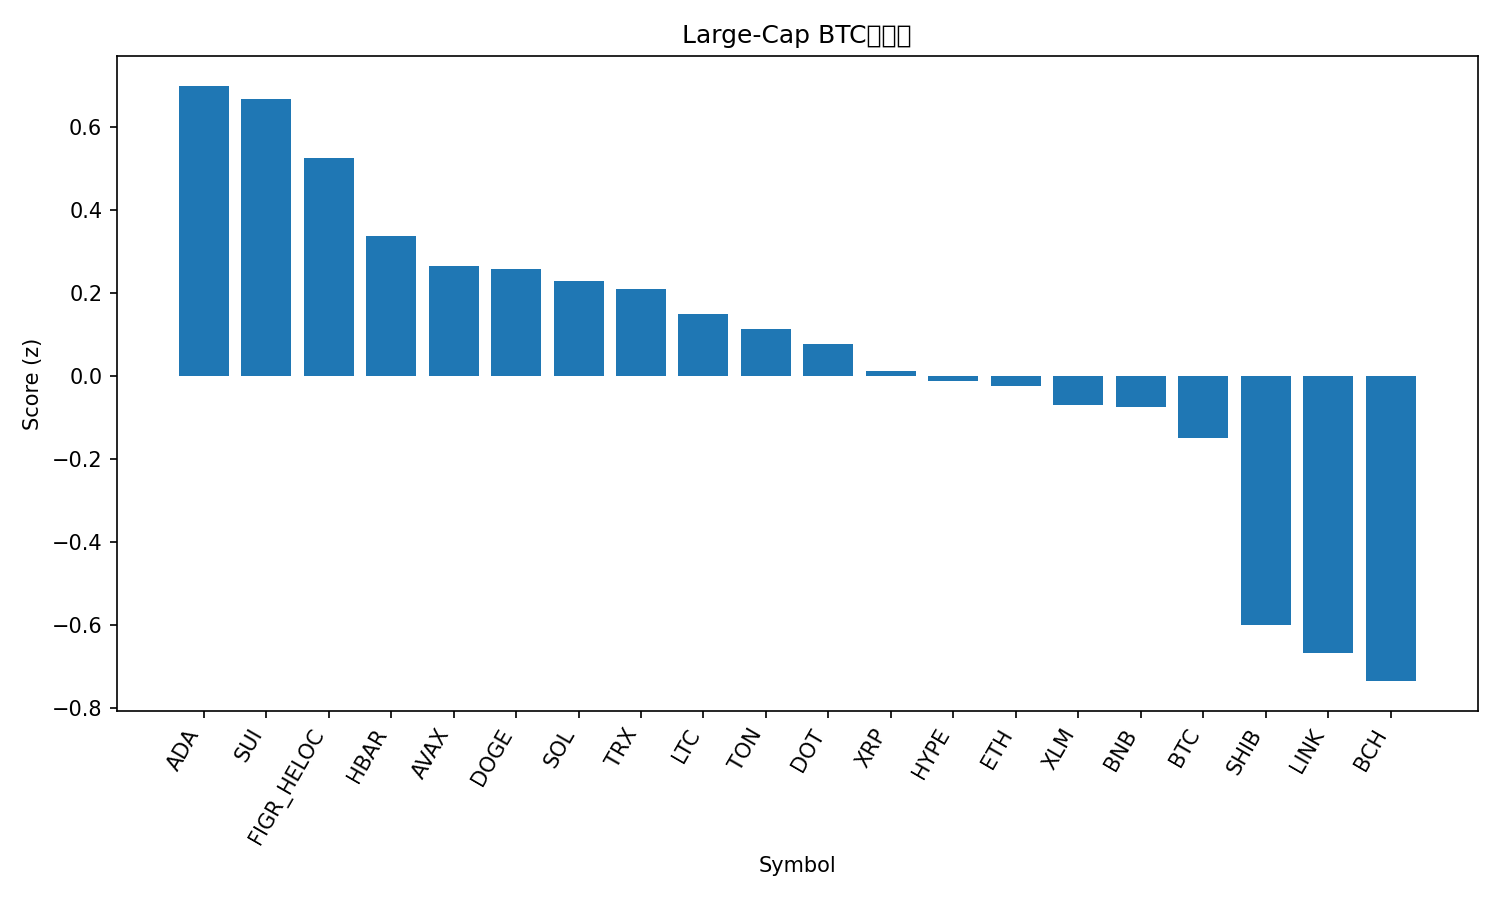 Large-Cap BTC
Score (z)
0.6
0.4
0.2
0.0
−0.2
−0.4
−0.6
−0.8
ADA
SUI
FIGR_HELOC
HBAR
AVAX
DOGE
SOL
TRX
LTC
TON
DOT
XRP
HYPE
ETH
XLM
BNB
BTC
SHIB
LINK
BCH
Symbol